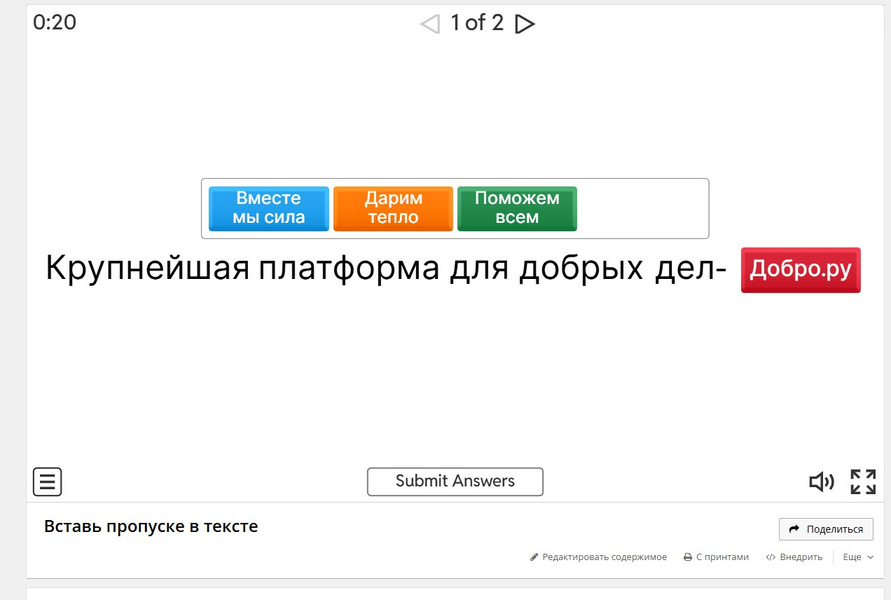 0:20
1 of 2
Вместе
мы сила
Дарим
тепло
Поможем
всем
Крупнейшая платформа для добрых дел- Добро.ру
Submit Answers
Вставь пропуске в тексте
Поделиться
Редактировать содержимое
С принтами
Внедрить
Еще